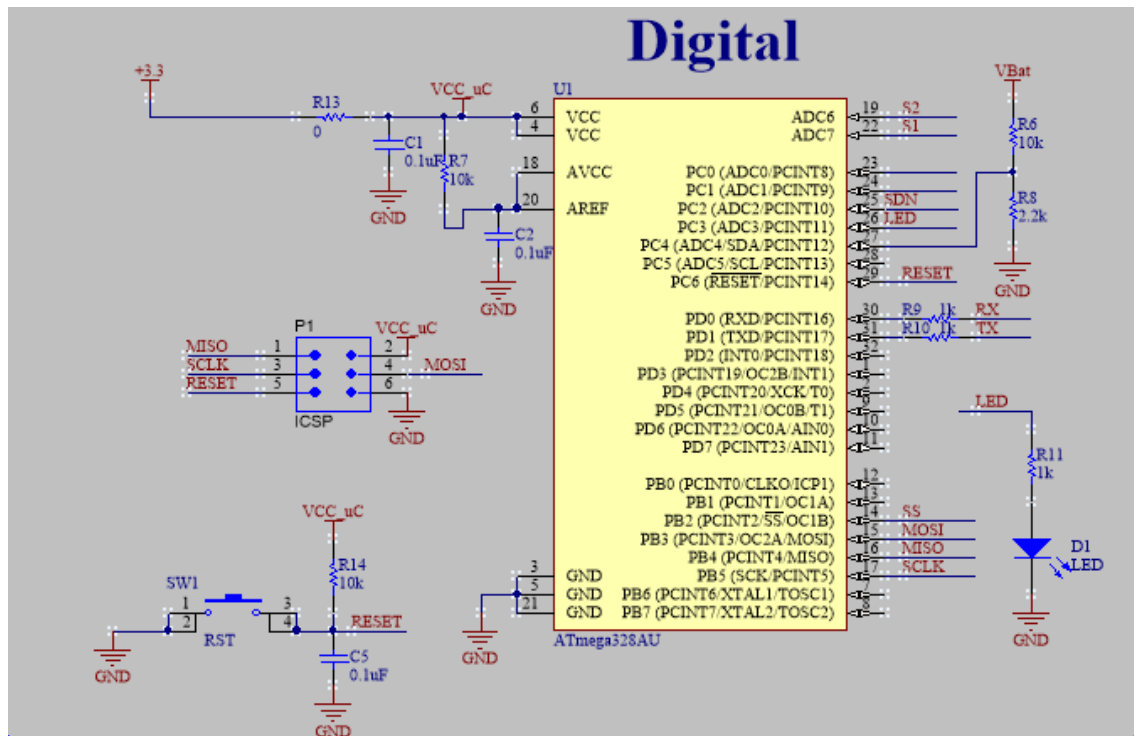 Digital
+3.3
R13
0
VCC_uC
C1
0.1uF
R7
10k
C2
0.1uF
GND
GND
U1
6 VCC
4 VCC
18 AVCC
20 AREF
3 GND
5 GND
21 GND
ADC6 19 S2
ADC7 22 S1
PC0 (ADC0/PCINT8) 23
PC1 (ADC1/PCINT9) 24
PC2 (ADC2/PCINT10) 25 SDN
PC3 (ADC3/PCINT11) 26 LED
PC4 (ADC4/SDA/PCINT12) 27
PC5 (ADC5/SCL/PCINT13) 28
PC6 (RESET/PCINT14) 29 RESET
PD0 (RXD/PCINT16) 30 R9 1k RX
PD1 (TXD/PCINT17) 31 R10 1k TX
PD2 (INT0/PCINT18) 32
PD3 (PCINT19/OC2B/INT1) 1
PD4 (PCINT20/XCK/T0) 2
PD5 (PCINT21/OC0B/T1) 9
PD6 (PCINT22/OC0A/AIN0) 10
PD7 (PCINT23/AIN1) 11
PB0 (PCINT0/CLKO/ICP1) 12
PB1 (PCINT1/OC1A) 13
PB2 (PCINT2/SS/OC1B) 14 SS
PB3 (PCINT3/OC2A/MOSI) 15 MOSI
PB4 (PCINT4/MISO) 16 MISO
PB5 (SCK/PCINT5) 17 SCLK
PB6 (PCINT6/XTAL1/TOSC1) 7
PB7 (PCINT7/XTAL2/TOSC2) 8
ATmega328AU
GND
VBat
R6
10k
R8
2.2k
GND
P1
MISO 1 2 VCC_uC
SCLK 3 4 MOSI
RESET 5 6
ICSP
GND
LED
R11
1k
D1
LED
GND
VCC_uC
R14
10k
SW1
1 3
2 4
RST
RESET
GND
C5
0.1uF
GND